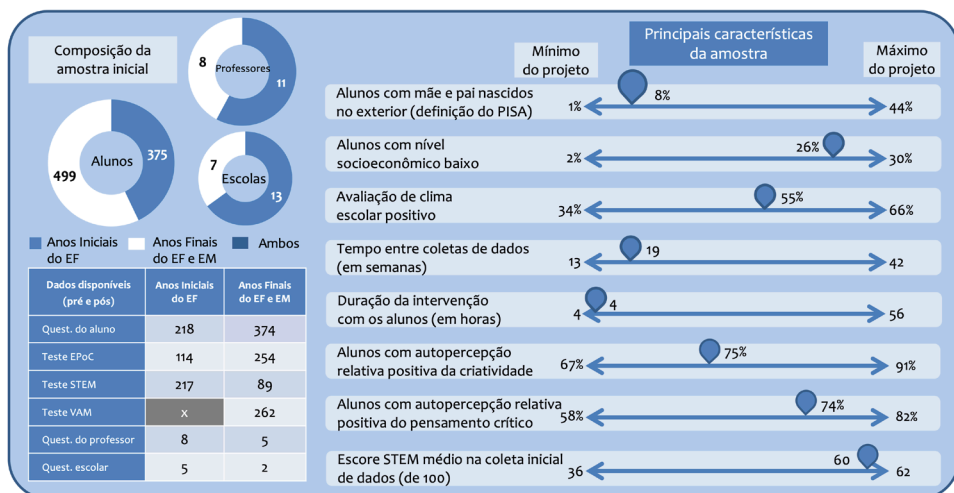 Composição da
amostra inicial
8
Professores
11
499
Alunos
375
7
Escolas
13
Anos Iniciais
do EF
Anos Finais
do EF e EM
Ambos
Dados disponíveis
(pré e pós)
Anos Iniciais
do EF
Anos Finais
do EF e EM
Quest. do aluno
218
374
Teste EPoC
114
254
Teste STEM
217
89
Teste VAM
x
262
Quest. do professor
8
5
Quest. escolar
5
2
Mínimo
do projeto
Principais características
da amostra
Máximo
do projeto
Alunos com mãe e pai nascidos
no exterior (definição do PISA)
1%
8%
44%
Alunos com nível
socioeconômico baixo
2%
26%
30%
Avaliação de clima
escolar positivo
34%
55%
66%
Tempo entre coletas de dados
(em semanas)
13
19
42
Duração da intervenção
com os alunos (em horas)
4
4
56
Alunos com autopercepção
relativa positiva da criatividade
67%
75%
91%
Alunos com autopercepção relativa
positiva do pensamento crítico
58%
74%
82%
Escore STEM médio na coleta inicial
de dados (de 100)
36
60
62